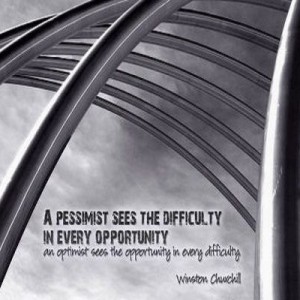 A PESSIMIST SEES THE DIFFICULTY
IN EVERY OPPORTUNITY
an optimist sees the opportunity in every difficulty
Winston Churchill